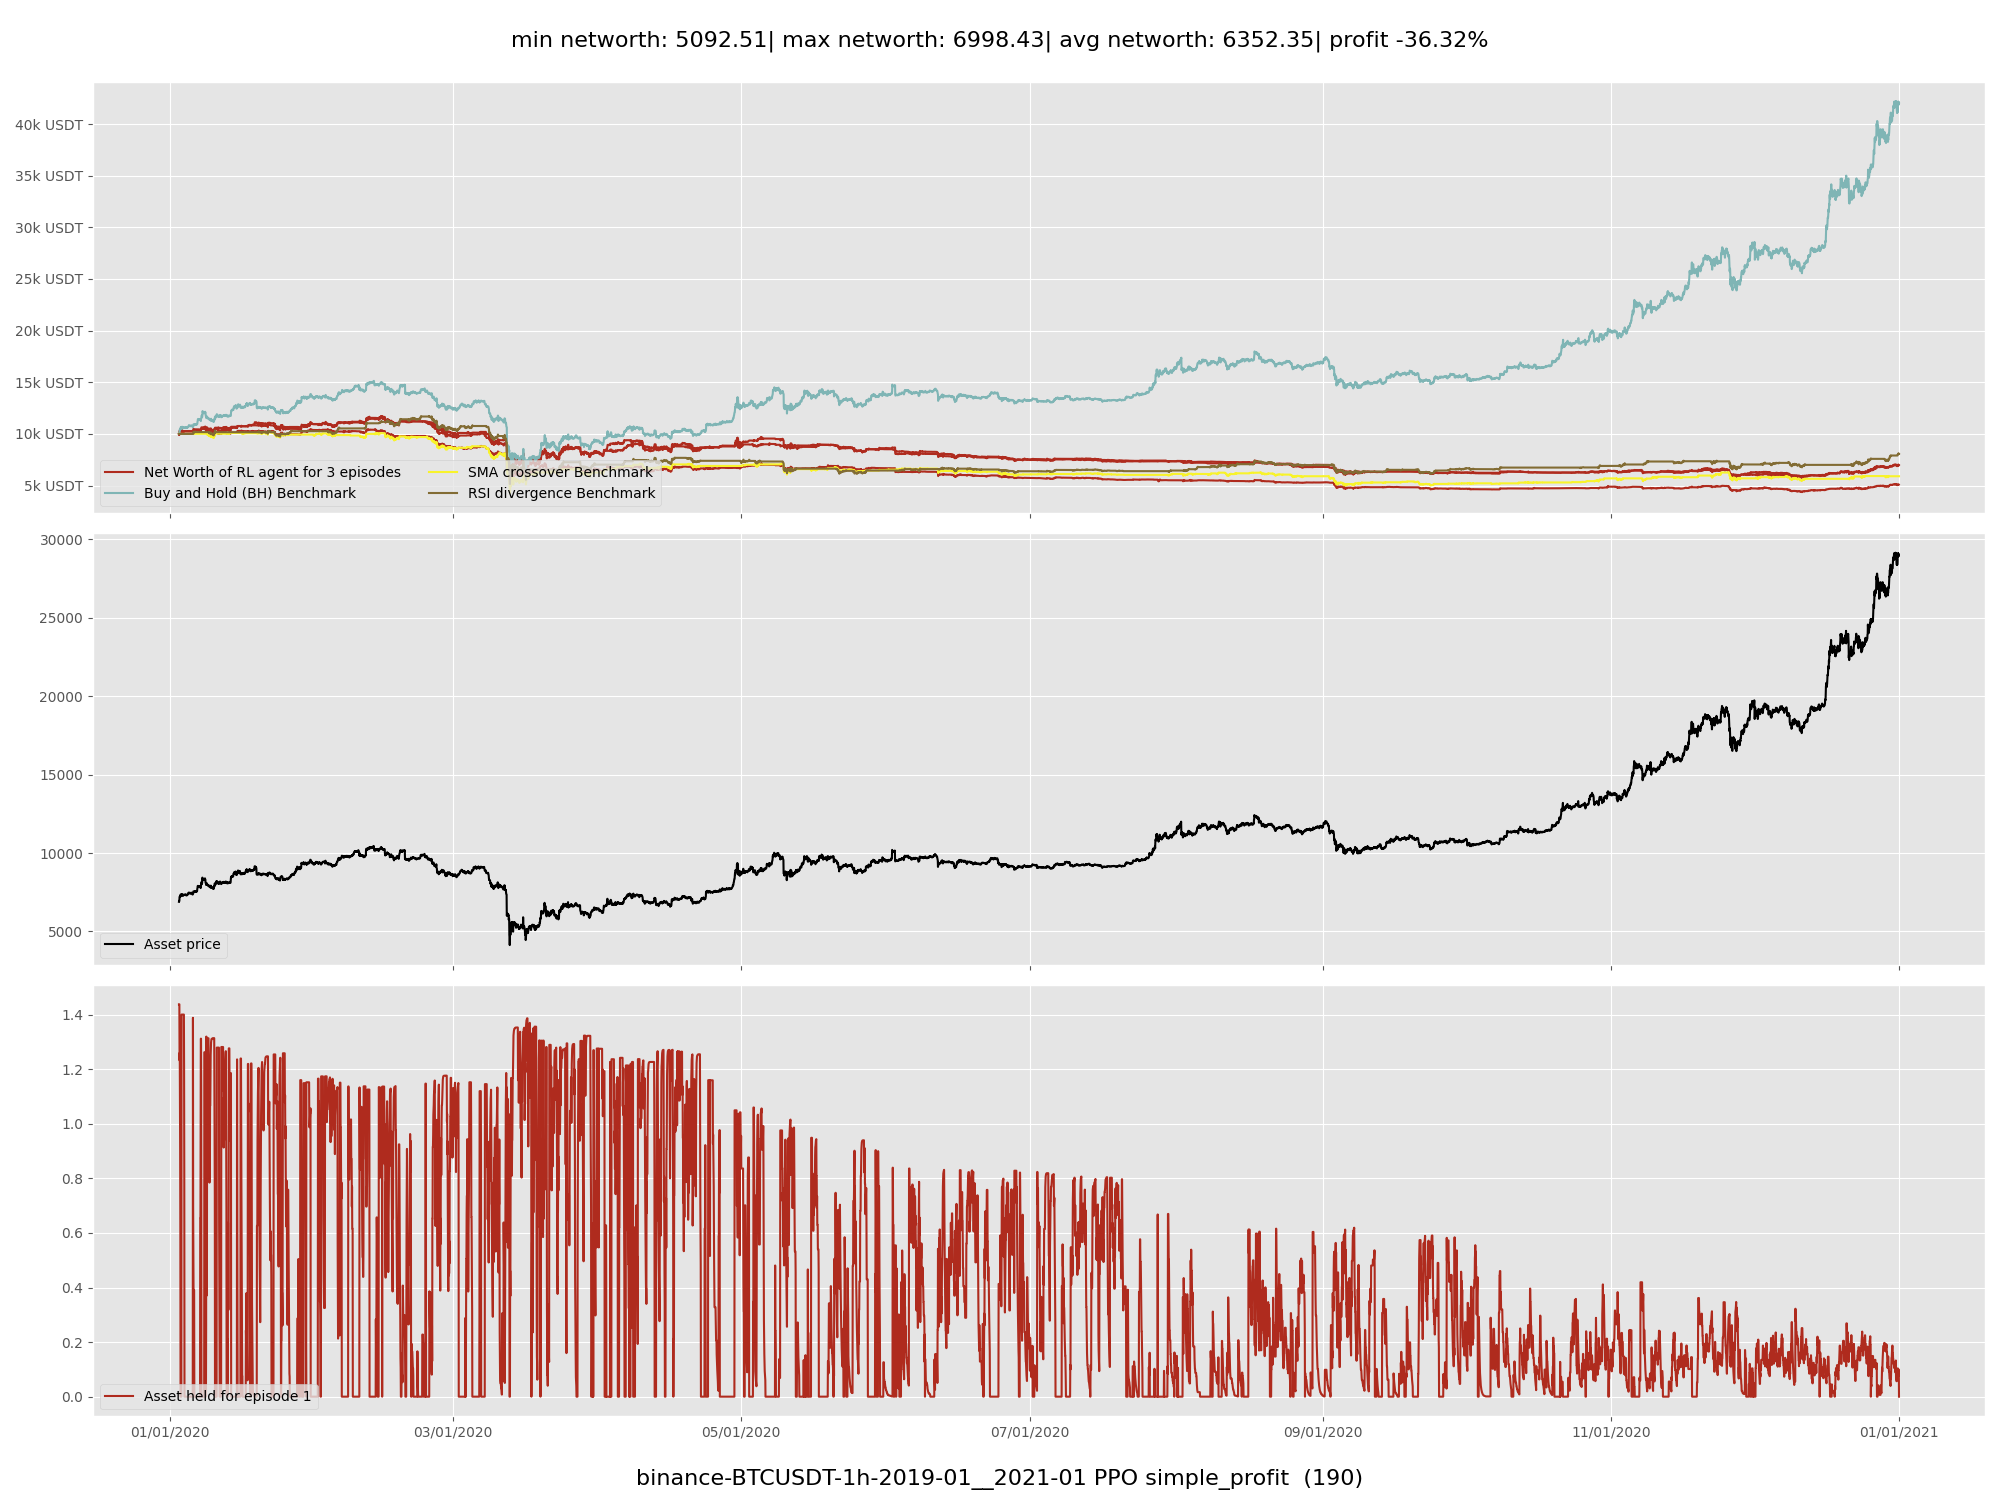 min networth: 5092.51| max networth: 6998.43| avg networth: 6352.35| profit -36.32%
40k USDT
35k USDT
30k USDT
25k USDT
20k USDT
15k USDT
10k USDT
5k USDT
Net Worth of RL agent for 3 episodes
Buy and Hold (BH) Benchmark
SMA crossover Benchmark
RSI divergence Benchmark
30000
25000
20000
15000
10000
5000
Asset price
1.4
1.2
1.0
0.8
0.6
0.4
0.2
0.0
Asset held for episode 1
01/01/2020
03/01/2020
05/01/2020
07/01/2020
09/01/2020
11/01/2020
01/01/2021
binance-BTCUSDT-1h-2019-01__2021-01 PPO simple_profit  (190)